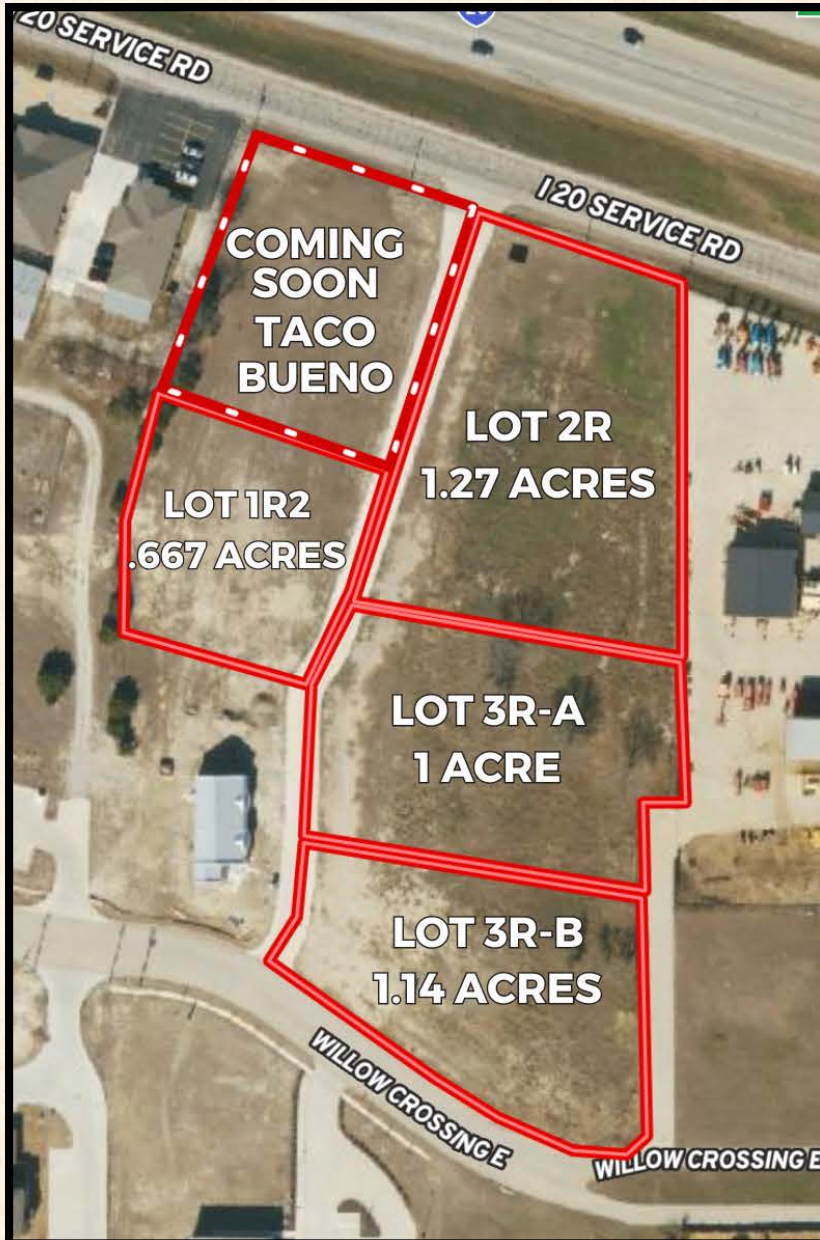 I 20 SERVICE RD
I 20 SERVICE RD
COMING
SOON
TACO
BUENO
LOT 2R
1.27 ACRES
LOT 1R2
.667 ACRES
LOT 3R-A
1 ACRE
LOT 3R-B
1.14 ACRES
WILLOW CROSSING E
WILLOW CROSSING E